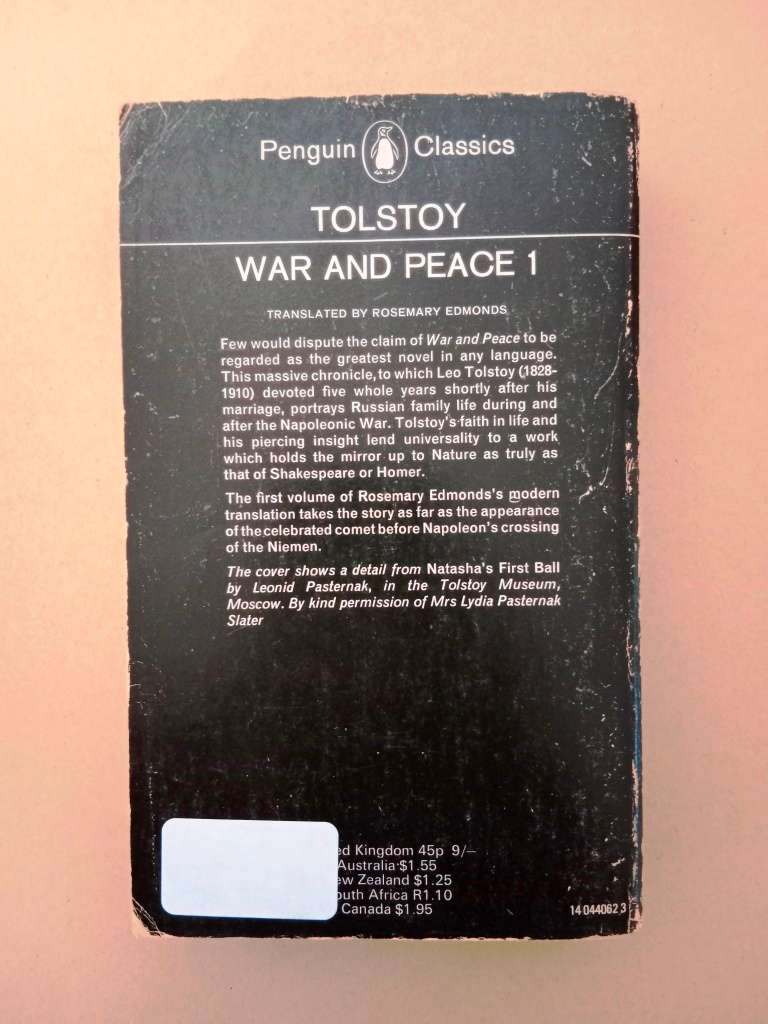 Penguin Classics
TOLSTOY
WAR AND PEACE 1
TRANSLATED BY ROSEMARY EDMONDS
Few would dispute the claim of War and Peace to be
regarded as the greatest novel in any language.
This massive chronicle, to which Leo Tolstoy (1828-
1910) devoted five whole years shortly after his
marriage, portrays Russian family life during and
after the Napoleonic War. Tolstoy's faith in life and
his piercing insight lend universality to a work
which holds the mirror up to Nature as truly as
that of Shakespeare or Homer.
The first volume of Rosemary Edmonds's modern
translation takes the story as far as the appearance
of the celebrated comet before Napoleon's crossing
of the Niemen.
The cover shows a detail from Natasha's First Ball
by Leonid Pasternak, in the Tolstoy Museum,
Moscow. By kind permission of Mrs Lydia Pasternak
Slater
ed Kingdom 45p 9/–
Australia $1.55
ew Zealand $1.25
outh Africa R1.10
Canada $1.95
14 044062 3